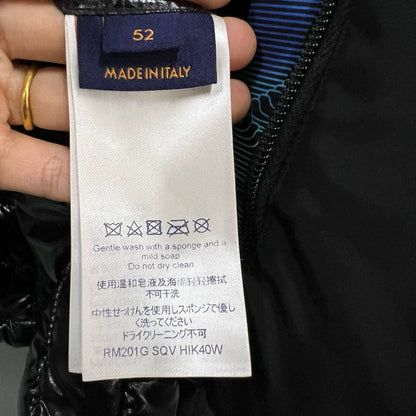 52
MADE IN ITALY
Gentle wash with a sponge and a
mild soap
Do not dry clean
使用温和皂液及海绵轻轻擦拭
不可干洗
中性せっけんを使用しスポンジで優し
く洗ってください
ドライクリーニング不可
RM201G SQV HIK40W